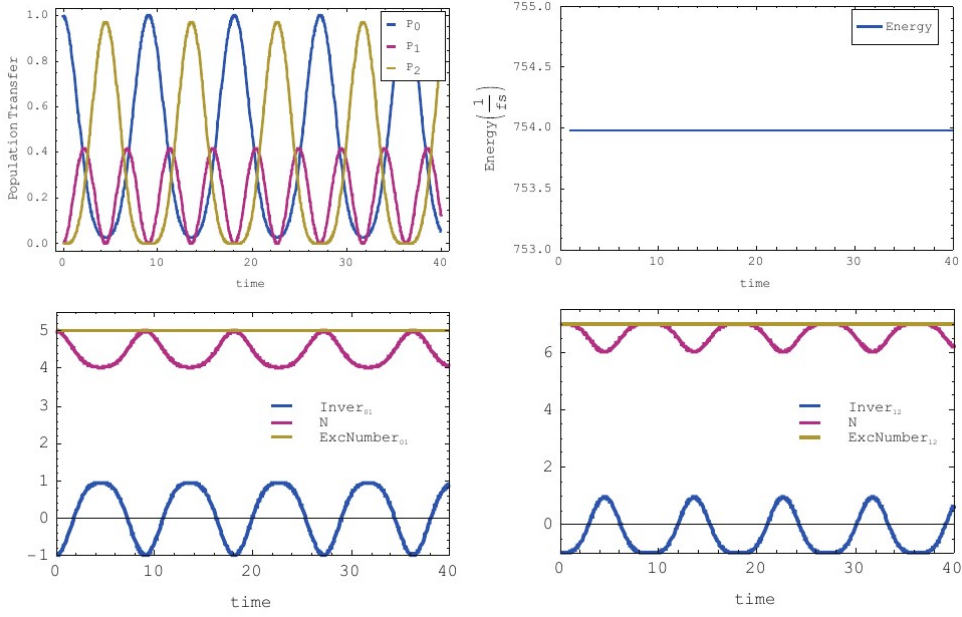 Population Transfer
1.0
0.8
0.6
0.4
0.2
0.0
P0
P1
P2
0
10
20
30
40
time
Energy(1/fs)
755.0
754.5
754.0
753.5
753.0
Energy
0
10
20
30
40
time
5
4
3
2
1
0
-1
Inver01
N
ExcNumber01
0
10
20
30
40
time
6
4
2
0
Inver12
N
ExcNumber12
0
10
20
30
40
time